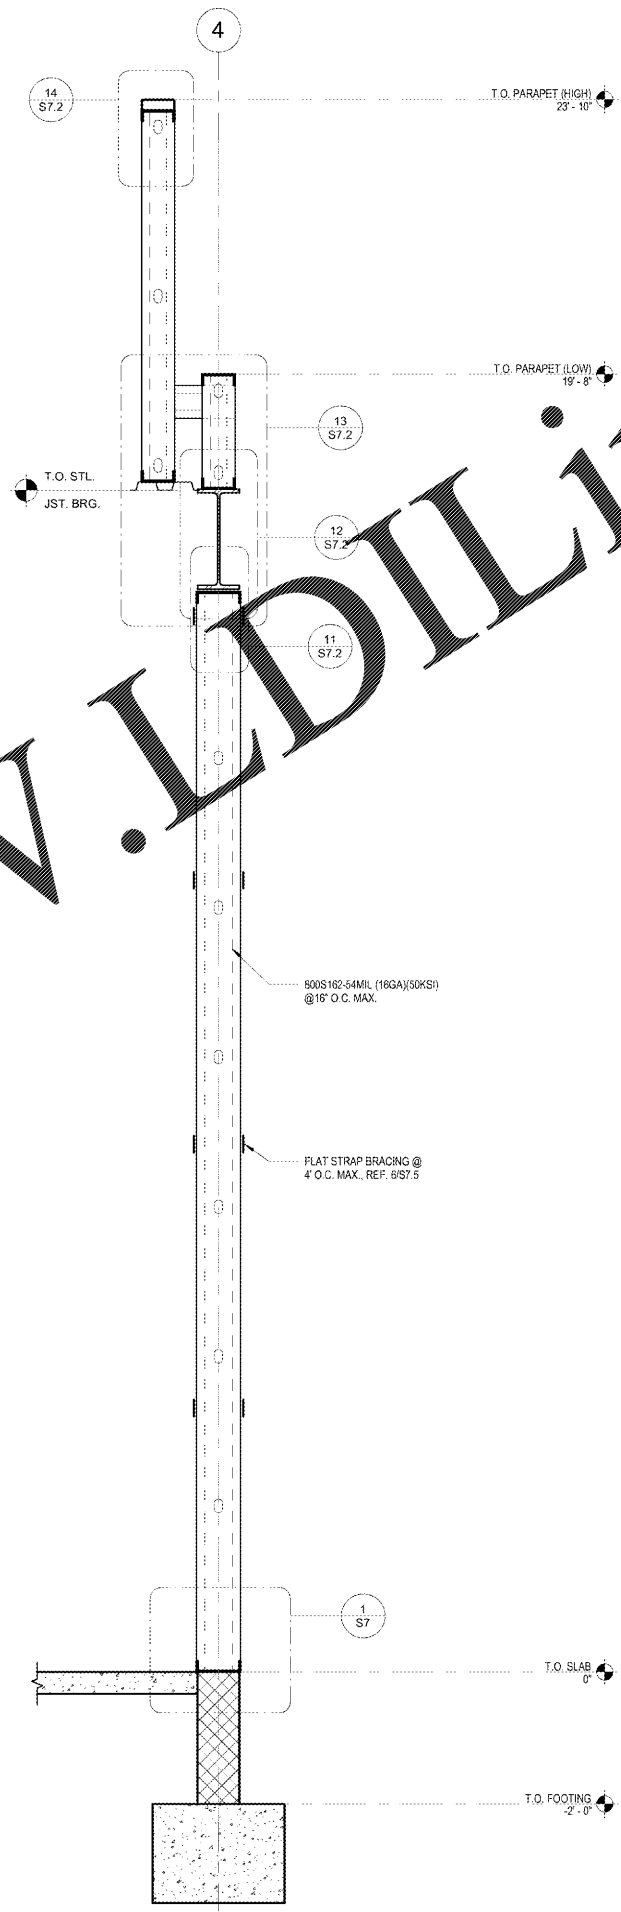 4
14
S7.2
T.O. PARAPET (HIGH)
23' - 10"
T.O. PARAPET (LOW)
19' - 8"
13
S7.2
T.O. STL.
JST. BRG.
12
S7.2
11
S7.2
V.LDILi
800S162-54MIL (16GA)(50KSI)
@16" O.C. MAX.
FLAT STRAP BRACING @
4' O.C. MAX., REF. 6/S7.5
1
S7
T.O. SLAB
0"
T.O. FOOTING
-2' - 0"